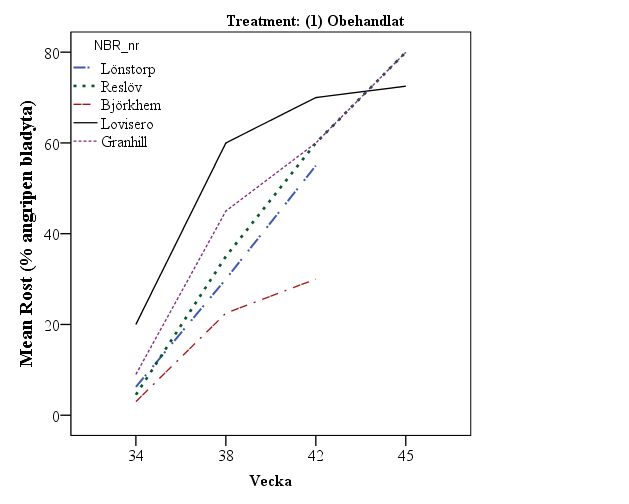 Treatment: (1) Obehandlat
NBR_nr
Lönstorp
Reslöv
Björkhem
Lovisero
Granhill
Mean Rost (% angripen bladyta)
80
60
40
20
0
34 38 42 45
Vecka